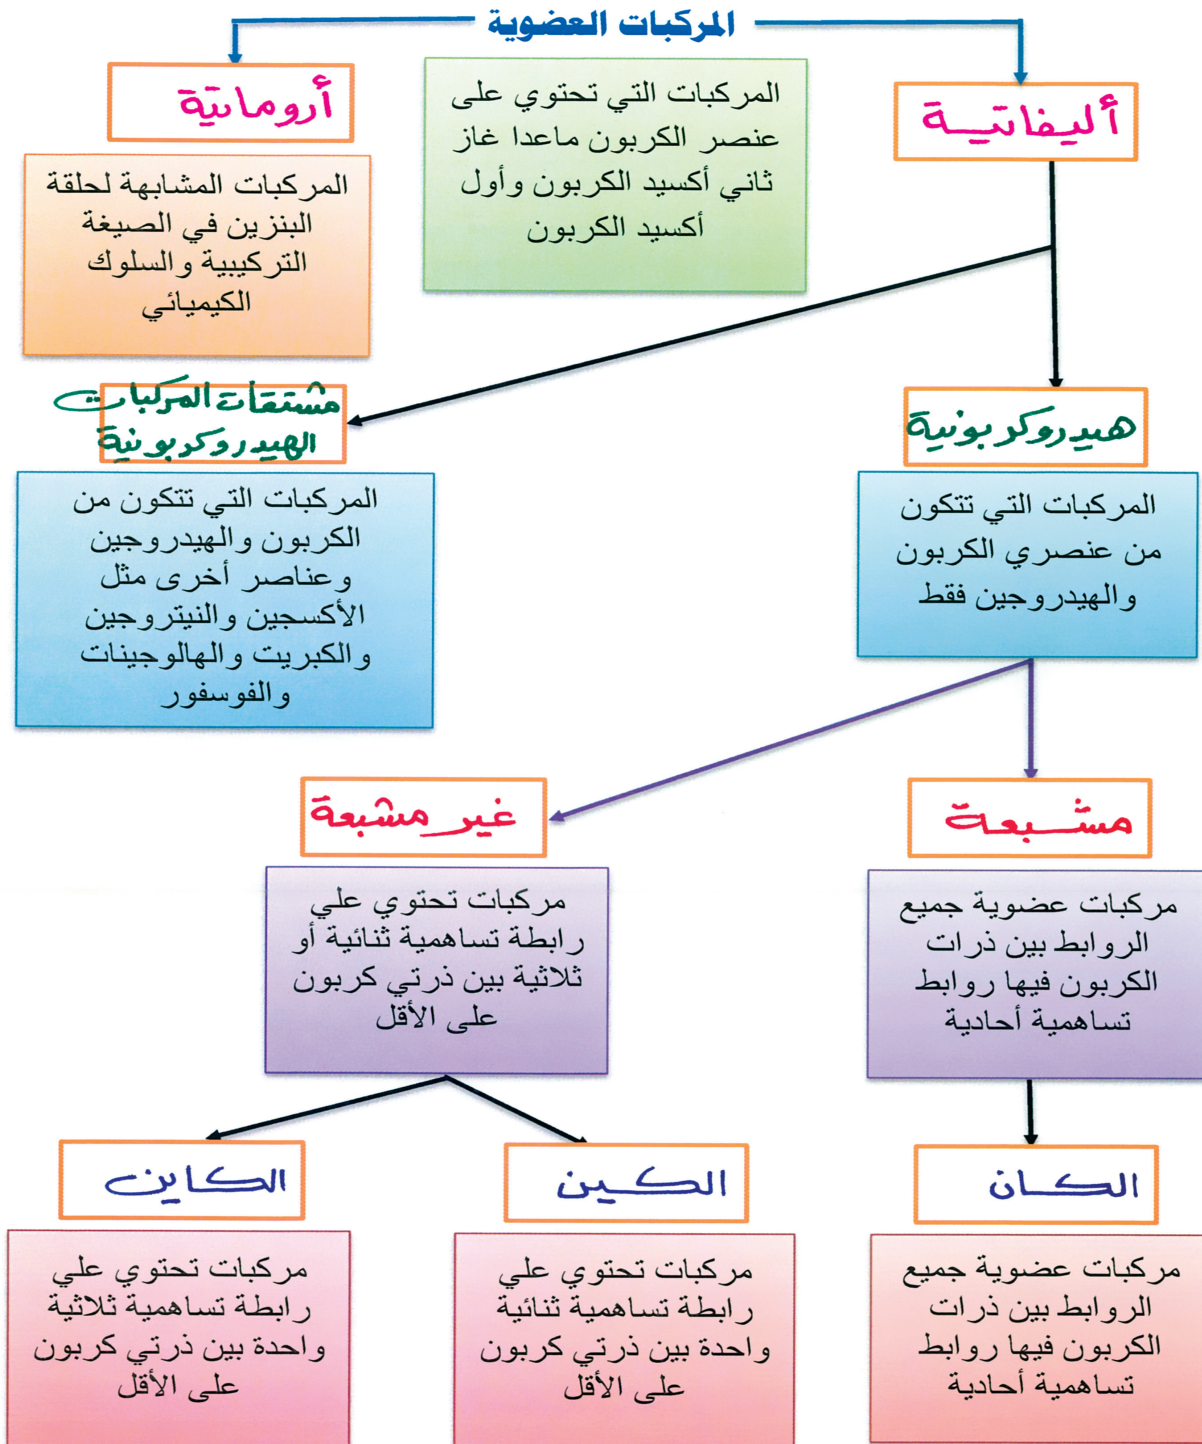 المركبات العضوية
أليفاتية
المركبات التي تحتوي على
عنصر الكربون ماعدا غاز
ثاني أكسيد الكربون وأول
أكسيد الكربون
أروماتية
المركبات المشابهة لحلقة
البنزين في الصيغة
التركيبية والسلوك
الكيميائي
هيدروكربونية
المركبات التي تتكون
من عنصري الكربون
والهيدروجين فقط
مشتقات المركبات
الهيدروكربونية
المركبات التي تتكون من
الكربون والهيدروجين
وعناصر أخرى مثل
الأكسجين والنيتروجين
والكبريت والهالوجينات
والفوسفور
مشبعة
مركبات عضوية جميع
الروابط بين ذرات
الكربون فيها روابط
تساهمية أحادية
غير مشبعة
مركبات تحتوي علي
رابطة تساهمية ثنائية أو
ثلاثية بين ذرتي كربون
على الأقل
الكان
مركبات عضوية جميع
الروابط بين ذرات
الكربون فيها روابط
تساهمية أحادية
الكين
مركبات تحتوي علي
رابطة تساهمية ثنائية
واحدة بين ذرتي كربون
على الأقل
الكاين
مركبات تحتوي علي
رابطة تساهمية ثلاثية
واحدة بين ذرتي كربون
على الأقل